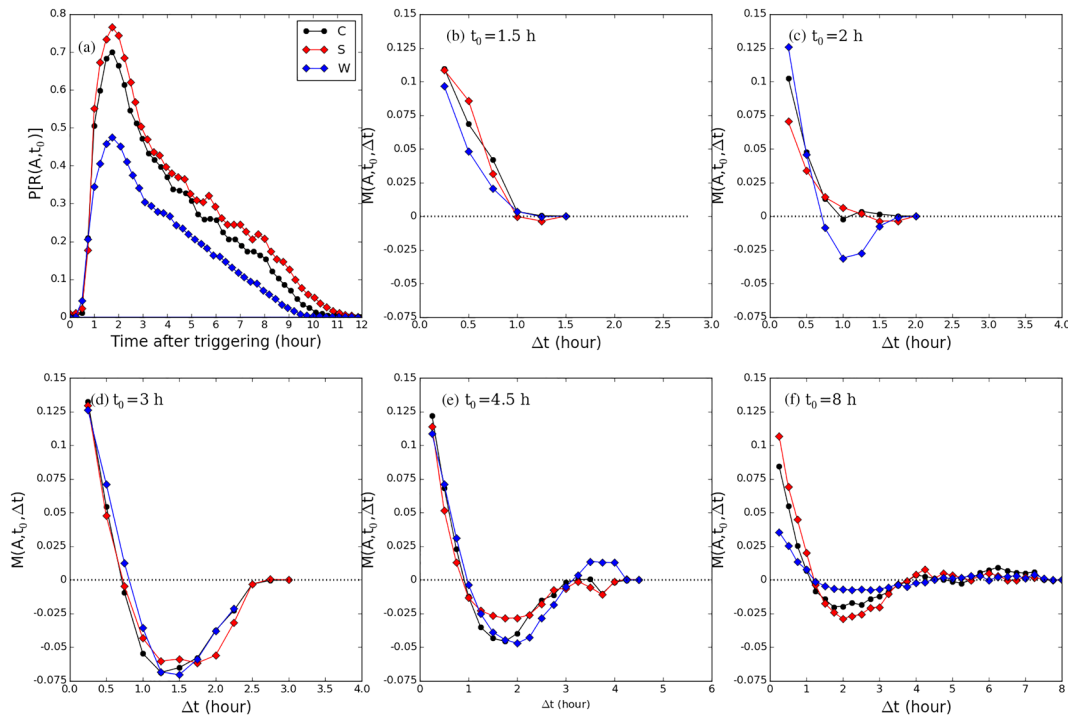 (a)
C
S
W
0.8
0.7
0.6
0.5
0.4
0.3
0.2
0.1
0
P[R(A,t0)]
0 1 2 3 4 5 6 7 8 9 10 11 12
Time after triggering (hour)
(b) t0=1.5 h
0.15
0.125
0.1
0.075
0.05
0.025
0
-0.025
-0.05
-0.075
M(A,t0,Δt)
0.0 0.5 1.0 1.5 2.0 2.5 3.0
Δt (hour)
(c) t0=2 h
0.15
0.125
0.1
0.075
0.05
0.025
0
-0.025
-0.05
-0.075
M(A,t0,Δt)
0.0 0.5 1.0 1.5 2.0 2.5 3.0 3.5 4.0
Δt (hour)
(d) t0=3 h
0.15
0.125
0.1
0.075
0.05
0.025
0
-0.025
-0.05
-0.075
0.0 0.5 1.0 1.5 2.0 2.5 3.0 3.5 4.0
Δt (hour)
(e) t0=4.5 h
0.15
0.125
0.1
0.075
0.05
0.025
0
-0.025
-0.05
-0.075
M(A,t0,Δt)
0 1 2 3 4 5 6
Δt (hour)
(f) t0=8 h
0.15
0.125
0.1
0.075
0.05
0.025
0
-0.025
-0.05
-0.075
M(A,t0,Δt)
0 1 2 3 4 5 6 7 8
Δt (hour)